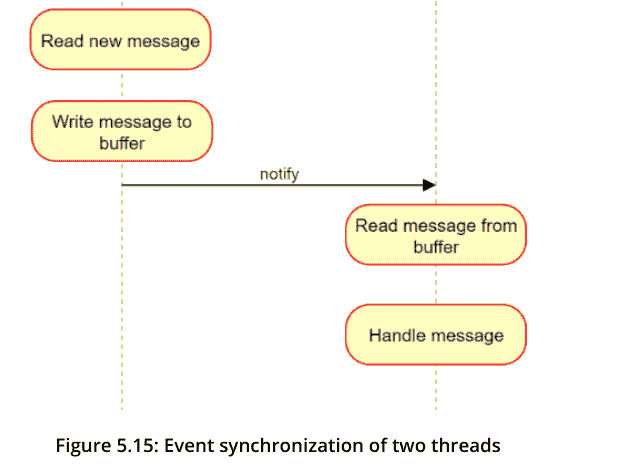 Read new message
Write message to
buffer
notify
Read message from
buffer
Handle message
Figure 5.15: Event synchronization of two threads